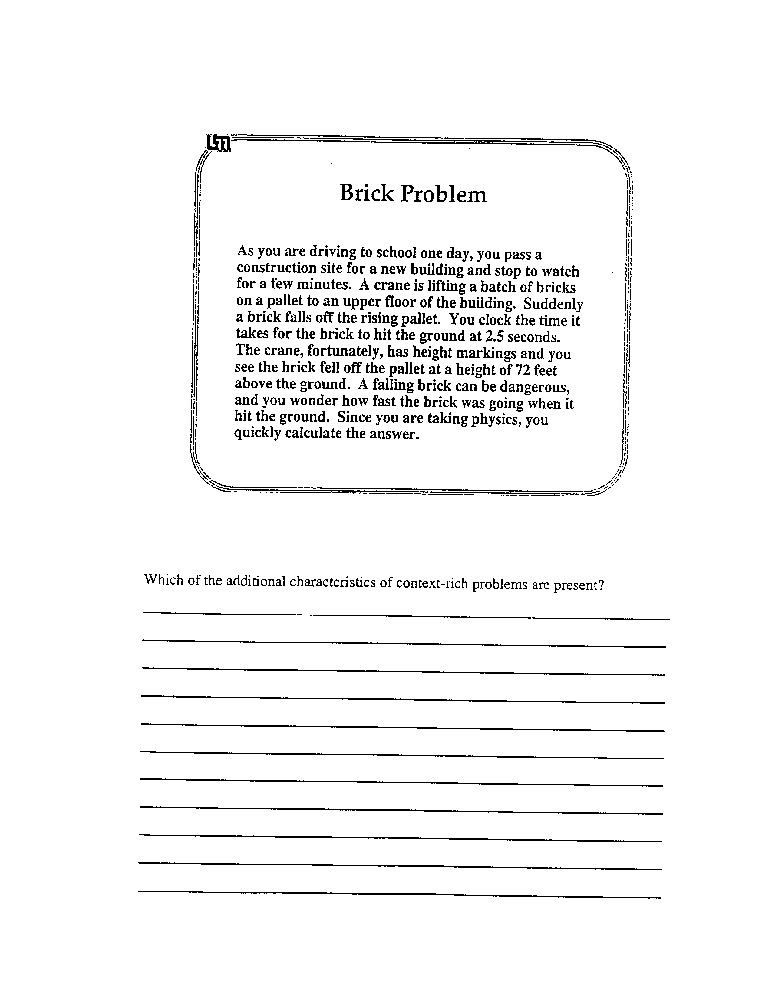 Brick Problem
As you are driving to school one day, you pass a
construction site for a new building and stop to watch
for a few minutes. A crane is lifting a batch of bricks
on a pallet to an upper floor of the building. Suddenly
a brick falls off the rising pallet. You clock the time it
takes for the brick to hit the ground at 2.5 seconds.
The crane, fortunately, has height markings and you
see the brick fell off the pallet at a height of 72 feet
above the ground. A falling brick can be dangerous,
and you wonder how fast the brick was going when it
hit the ground. Since you are taking physics, you
quickly calculate the answer.
Which of the additional characteristics of context-rich problems are present?